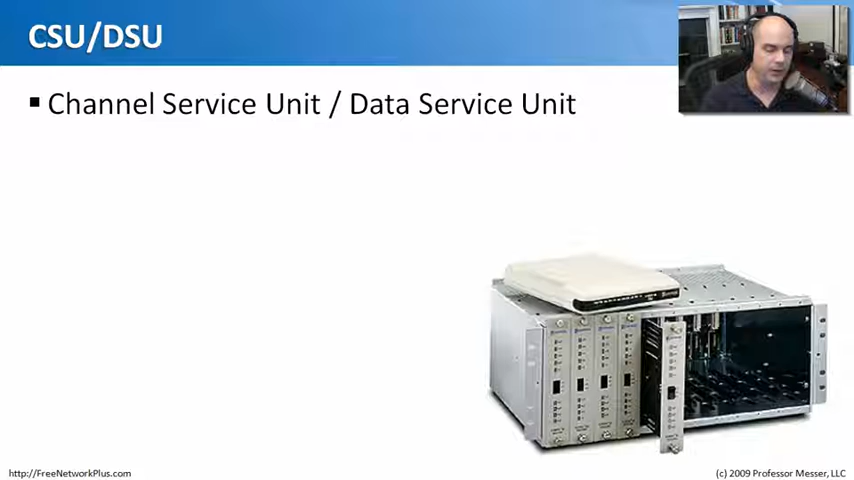 CSU/DSU
▪ Channel Service Unit / Data Service Unit
http://FreeNetworkPlus.com
(c) 2009 Professor Messer, LLC